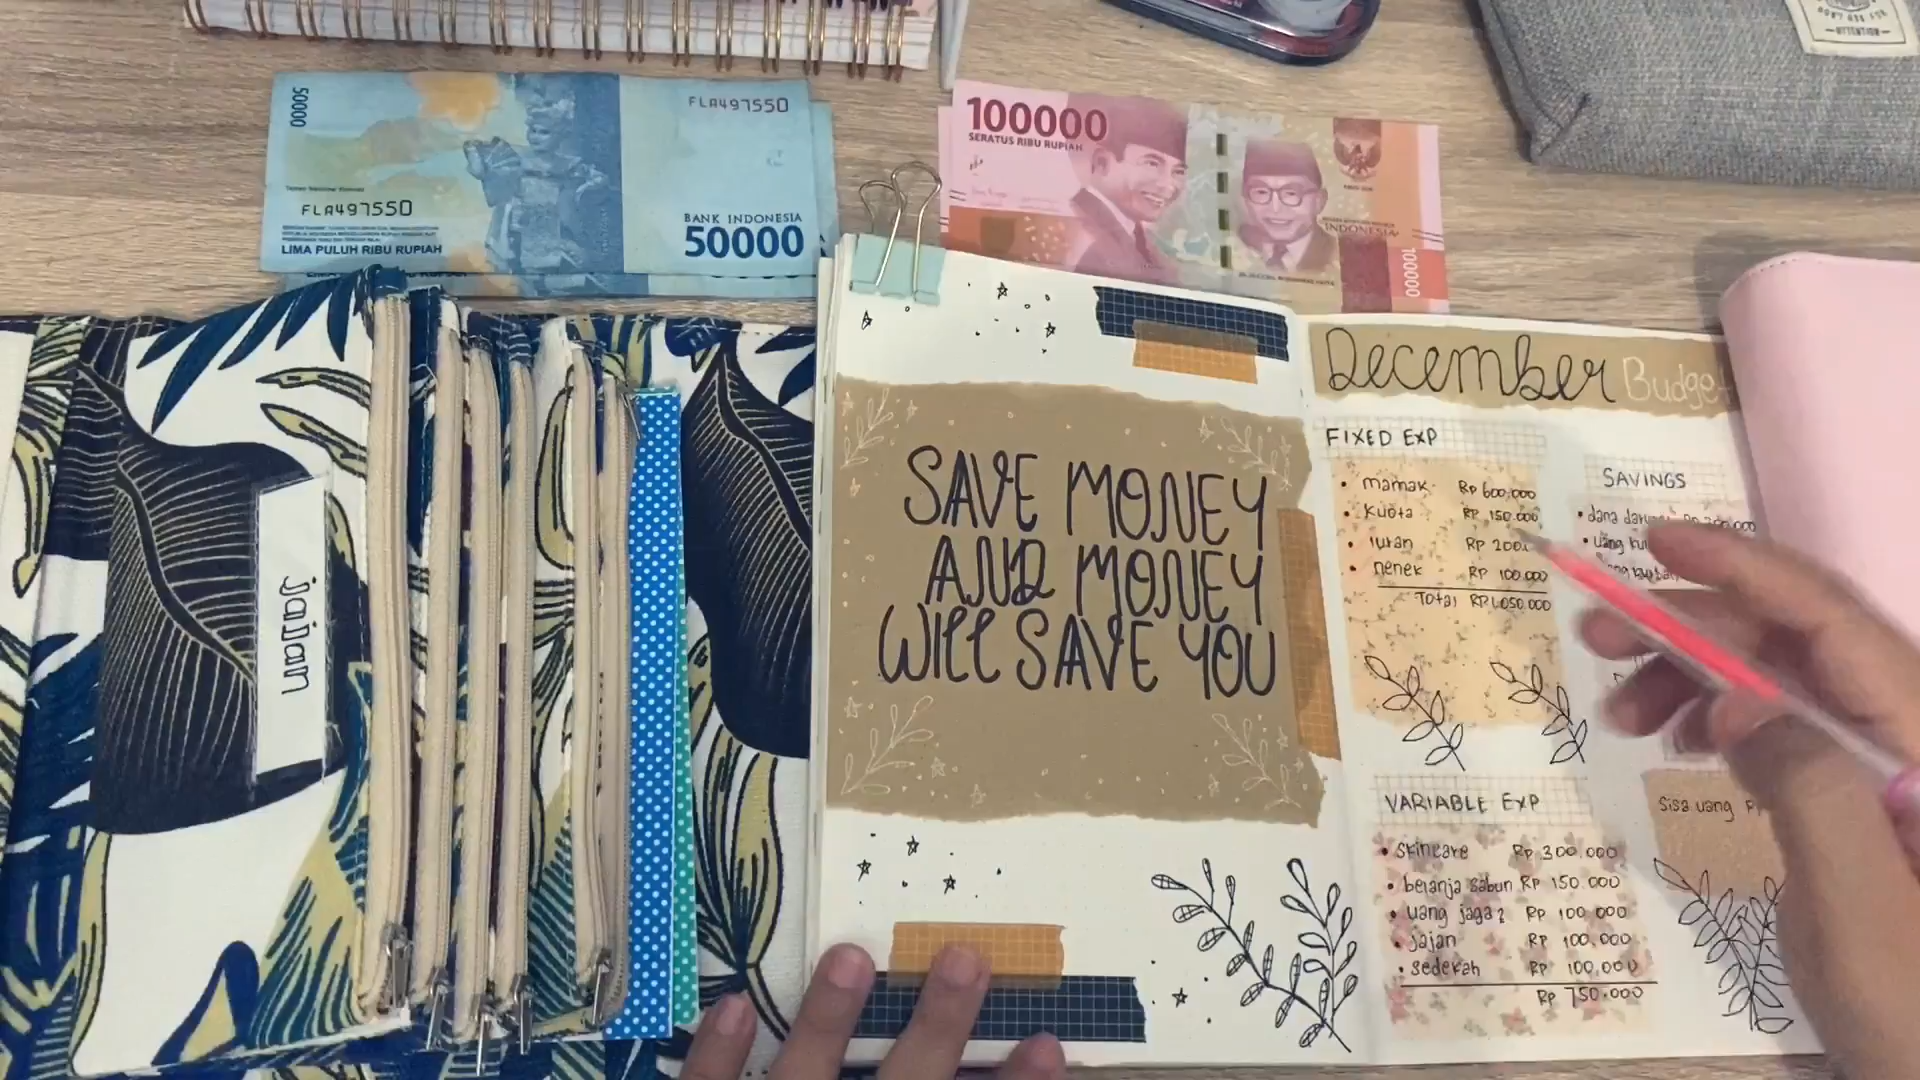 50000
FLA497550
FLA497550
BANK INDONESIA
50000
LIMA PULUH RIBU RUPIAH
100000
SERATUS RIBU RUPIAH
INDONESIA
100000
ATTENTION
jajan
SAVE MONEY
AND MONEY
WILL SAVE YOU
December Budget
FIXED EXP
• mamak Rp 600.000
• Kuota Rp 150.000
• iuran Rp 200
• nenek Rp 100.000
Total Rp 1.050.000
SAVINGS
• dana
• uang
VARIABLE EXP
• skincare Rp 300.000
• belanja sabun Rp 150.000
• uang jaga2 Rp 100.000
• jajan Rp 100.000
• sedekah Rp 100.000
Rp 750.000
Sisa uang